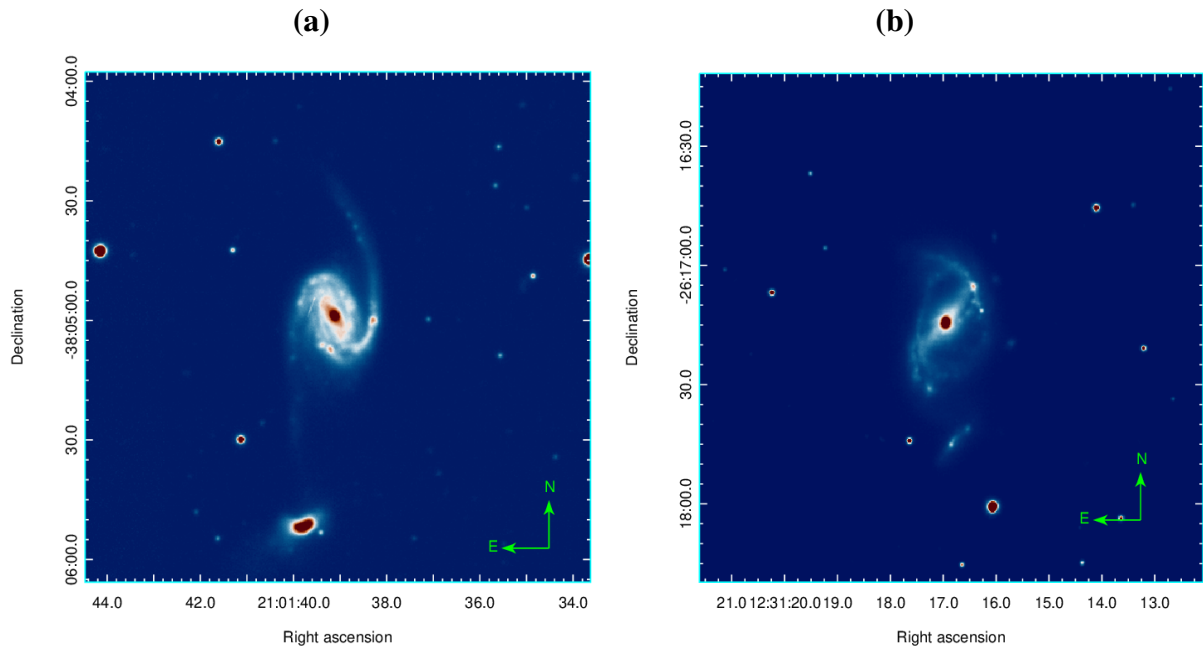 (a)
04:00.0
30.0
-38:05:00.0
30.0
06:00.0
Declination
44.0 42.0 21:01:40.0 38.0 36.0 34.0
Right ascension
N
E
(b)
16:30.0
-26:17:00.0
30.0
18:00.0
Declination
21.0 12:31:20.0 19.0 18.0 17.0 16.0 15.0 14.0 13.0
Right ascension
N
E